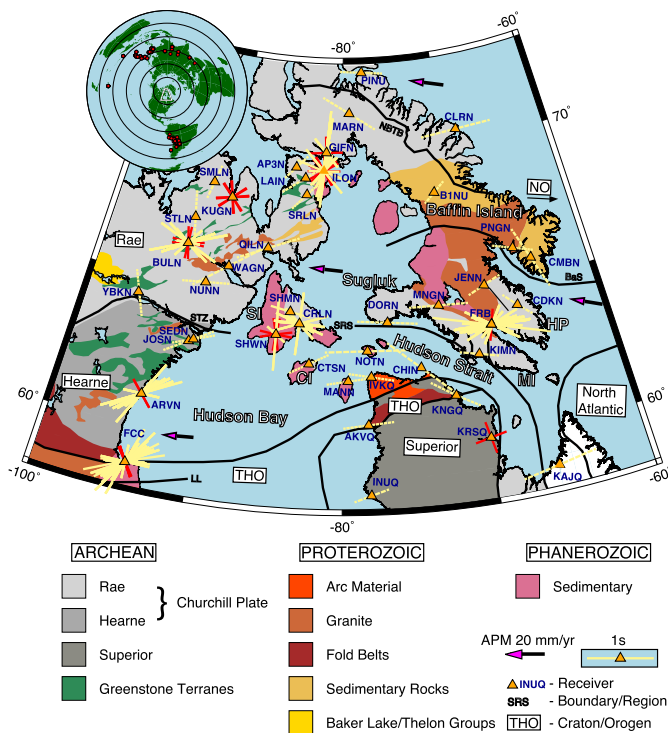 -80°
-60°
70°
PINU
CLRN
MARN
NBTB
GIFN
AP3N
ILON
LAIN
SMLN
KUGN
SRLN
B1NU
NO
Baffin Island
STLN
PNGN
Rae
QILN
CMBN
BULN
WAGN
Sugluk
BaS
JENN
YBKN
NUNN
SHMN
DORN
MNGN
CDKN
SI
CRLN
FRB
HP
STZ
SRS
SEDN
JOSN
SHWN
NOTN
Hudson Strait
KIMN
CTSN
CHIN
MI
Hearne
CI
MANN
IVKQ
North
Atlantic
60°
ARVN
THO
KNGQ
Hudson Bay
FCC
AKVQ
Superior
KRSQ
-100°
LL
THO
INUQ
KAJQ
-60°
-80°
ARCHEAN
PROTEROZOIC
PHANEROZOIC
Rae
Arc Material
Sedimentary
} Churchill Plate
Hearne
Granite
Superior
Fold Belts
APM 20 mm/yr
1s
Greenstone Terranes
Sedimentary Rocks
INUQ - Receiver
SRS - Boundary/Region
Baker Lake/Thelon Groups
THO - Craton/Orogen